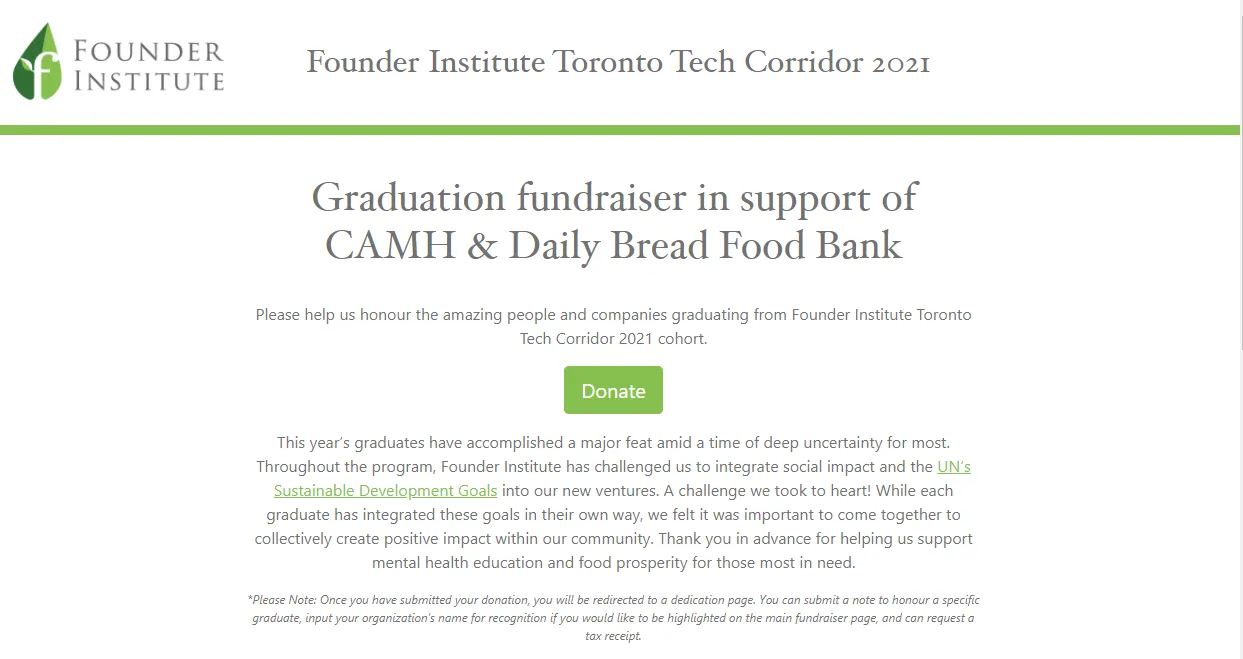 FOUNDER
INSTITUTE
Founder Institute Toronto Tech Corridor 2021
Graduation fundraiser in support of
CAMH & Daily Bread Food Bank
Please help us honour the amazing people and companies graduating from Founder Institute Toronto
Tech Corridor 2021 cohort.
Donate
This year's graduates have accomplished a major feat amid a time of deep uncertainty for most.
Throughout the program, Founder Institute has challenged us to integrate social impact and the UN's
Sustainable Development Goals into our new ventures. A challenge we took to heart! While each
graduate has integrated these goals in their own way, we felt it was important to come together to
collectively create positive impact within our community. Thank you in advance for helping us support
mental health education and food prosperity for those most in need.
*Please Note: Once you have submitted your donation, you will be redirected to a dedication page. You can submit a note to honour a specific
graduate, input your organization's name for recognition if you would like to be highlighted on the main fundraiser page, and can request a
tax receipt.